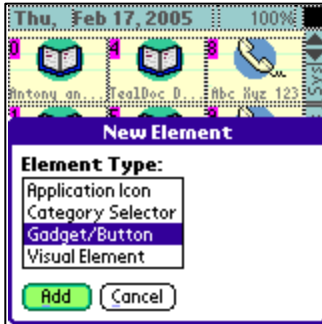 Thu, Feb 17, 2005 100%
0 4 8
Antony an... TealDoc D... Abc Xyz 123
Sys
New Element
Element Type:
Application Icon
Category Selector
Gadget/Button
Visual Element
Add Cancel